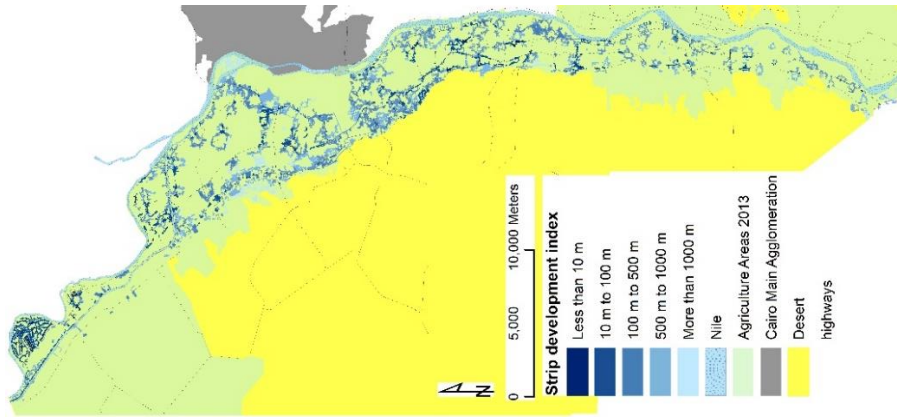 N
0 5,000 10,000 Meters
Strip development index
Less than 10 m
10 m to 100 m
100 m to 500 m
500 m to 1000 m
More than 1000 m
Nile
Agriculture Areas 2013
Cairo Main Agglomeration
Desert
highways